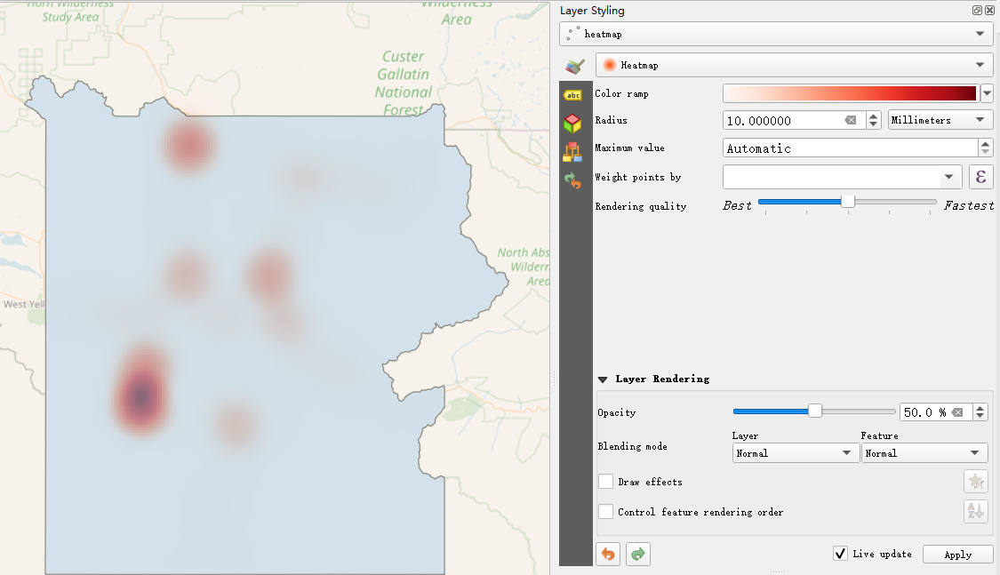 Horn Wilderness
Study Area
Wilderness
Area
Custer
Gallatin
National
Forest
North Abs
Wildern
Area
West Yell
Layer Styling
heatmap
Heatmap
abc
Color ramp
Radius
10.000000
Millimeters
Maximum value
Automatic
Weight points by
ε
Rendering quality
Best
Fastest
Layer Rendering
Opacity
50.0 %
Layer
Feature
Blending mode
Normal
Normal
Draw effects
Control feature rendering order
A
Z
Live update
Apply